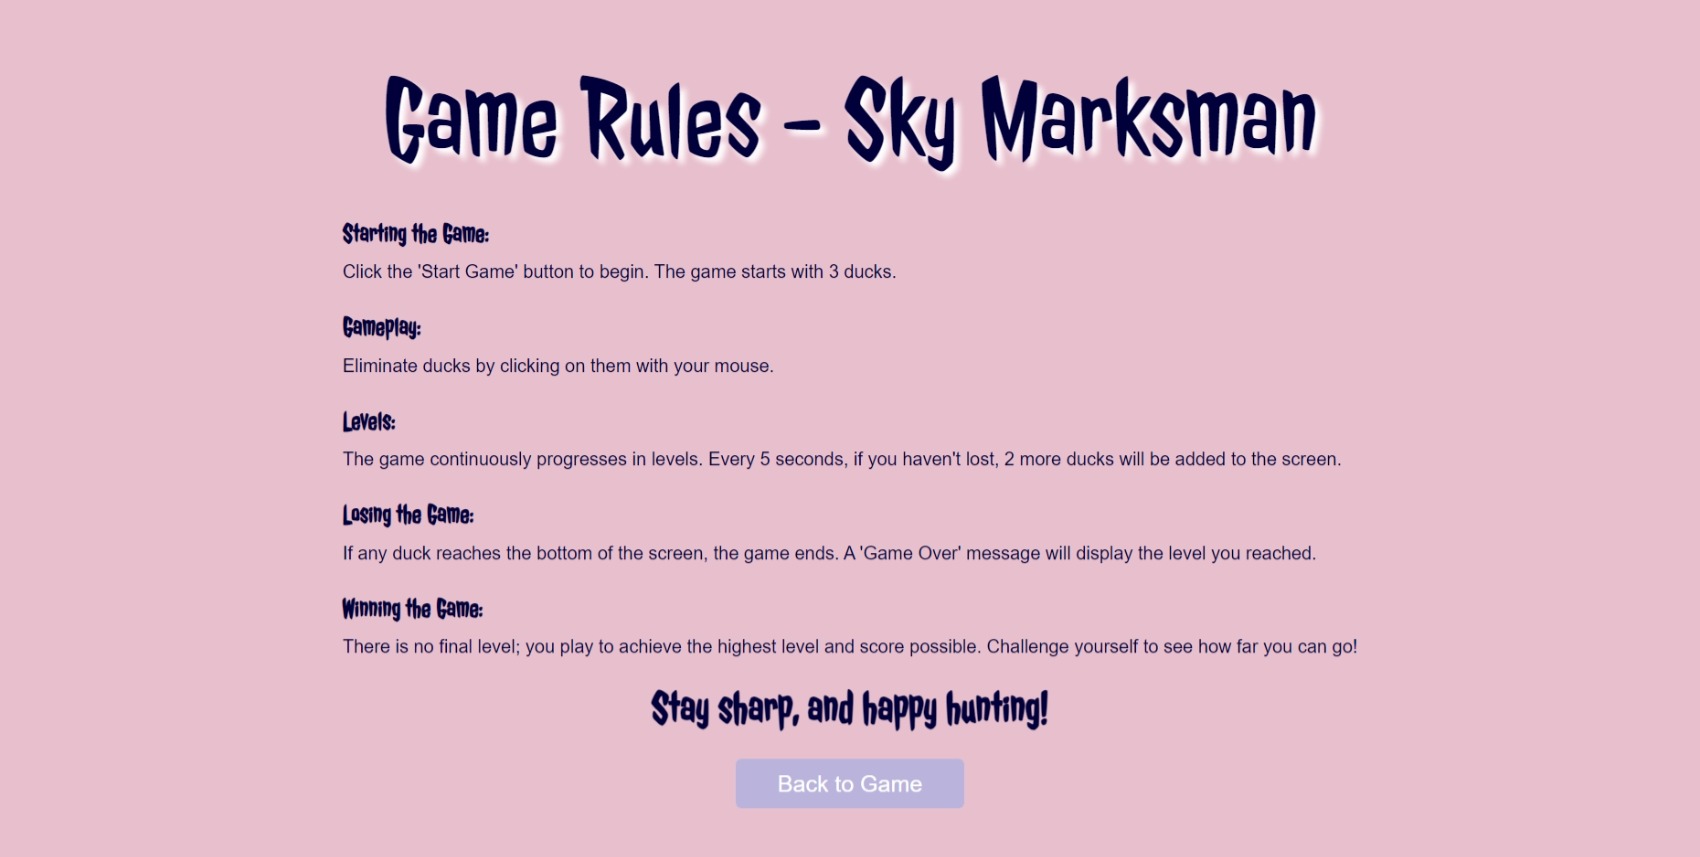 Game Rules – Sky Marksman
Starting the Game:
Click the 'Start Game' button to begin. The game starts with 3 ducks.
Gameplay:
Eliminate ducks by clicking on them with your mouse.
Levels:
The game continuously progresses in levels. Every 5 seconds, if you haven't lost, 2 more ducks will be added to the screen.
Losing the Game:
If any duck reaches the bottom of the screen, the game ends. A 'Game Over' message will display the level you reached.
Winning the Game:
There is no final level; you play to achieve the highest level and score possible. Challenge yourself to see how far you can go!
Stay sharp, and happy hunting!
Back to Game